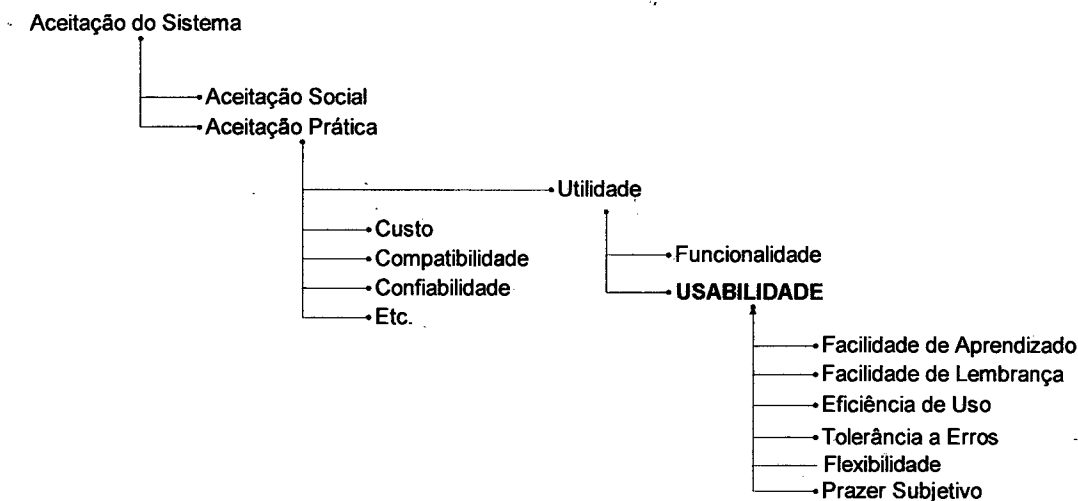 Aceitação do Sistema
Aceitação Social
Aceitação Prática
Utilidade
Custo
Compatibilidade
Confiabilidade
Etc.
Funcionalidade
USABILIDADE
Facilidade de Aprendizado
Facilidade de Lembrança
Eficiência de Uso
Tolerância a Erros
Flexibilidade
Prazer Subjetivo